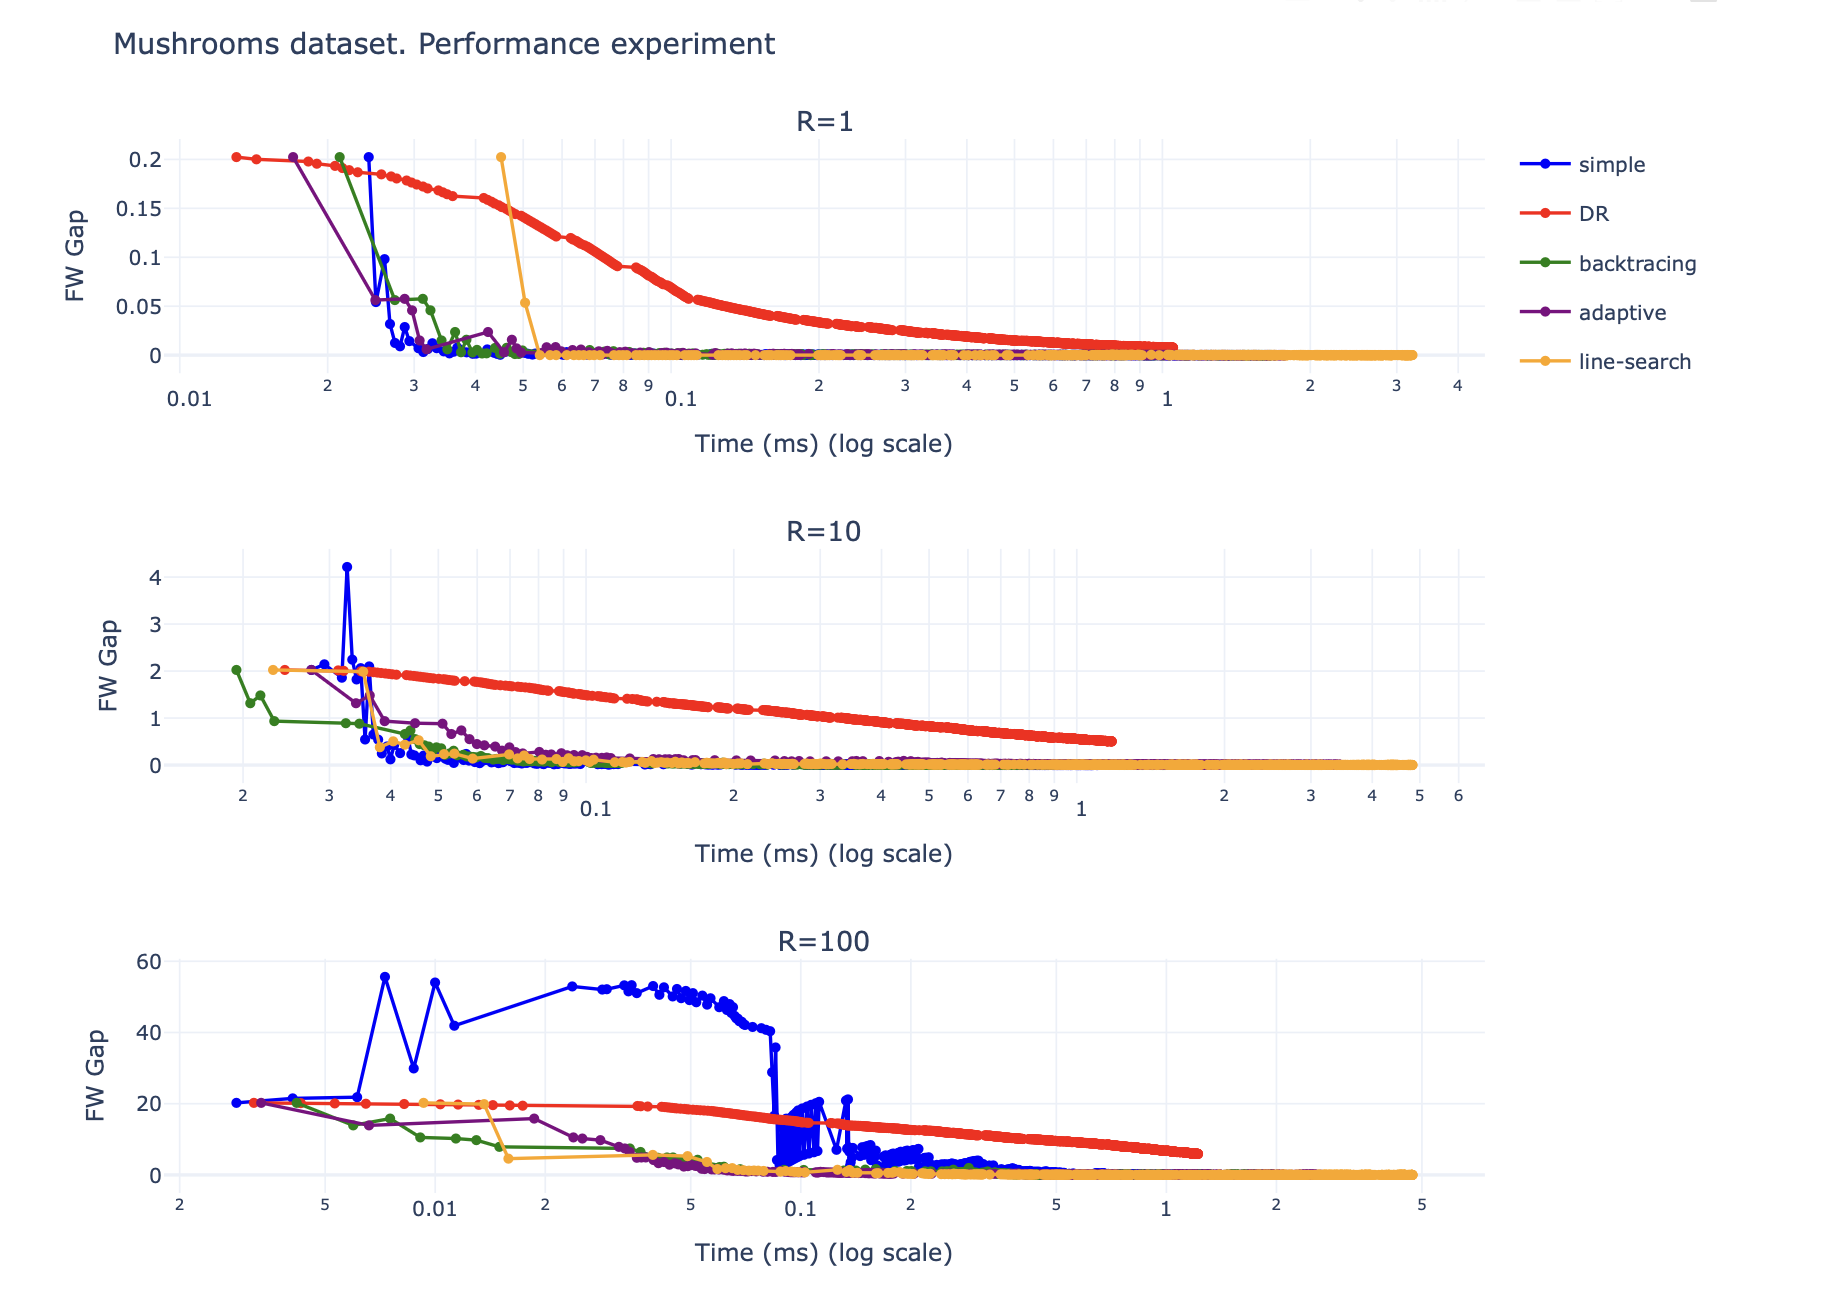 Mushrooms dataset. Performance experiment
R=1
FW Gap
0.2
0.15
0.1
0.05
0
2 3 4 5 6 7 8 9 2 3 4 5 6 7 8 9 2 3 4
0.01 0.1 1
Time (ms) (log scale)
simple
DR
backtracing
adaptive
line-search
R=10
FW Gap
4
3
2
1
0
2 3 4 5 6 7 8 9 2 3 4 5 6 7 8 9 2 3 4 5 6
0.1 1
Time (ms) (log scale)
R=100
FW Gap
60
40
20
0
2 5 0.01 2 5 0.1 2 5 1 2 5
Time (ms) (log scale)